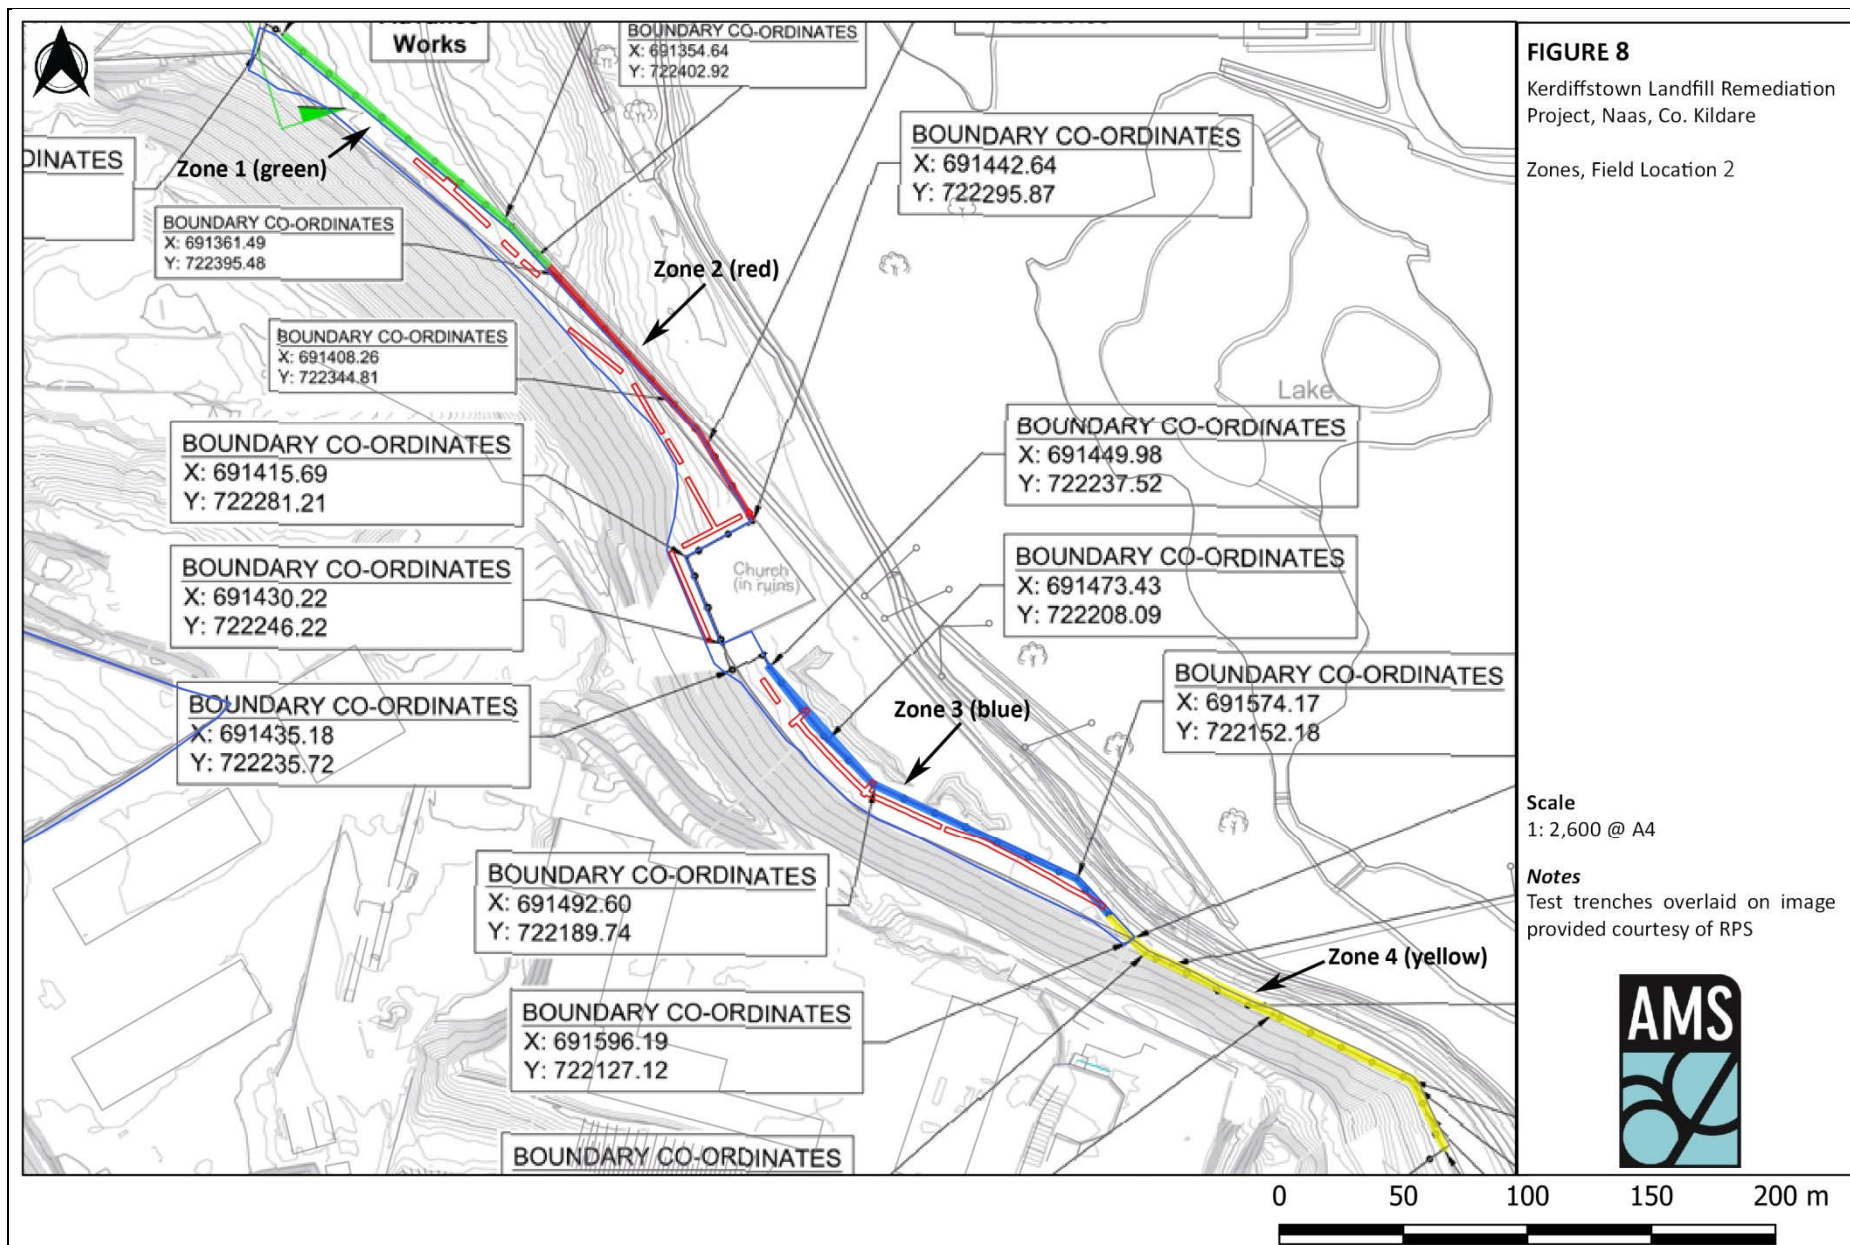 Works
BOUNDARY CO-ORDINATES
X: 691354.64
Y: 722402.92
FIGURE 8
Kerdiffstown Landfill Remediation
Project, Naas, Co. Kildare
Zones, Field Location 2
DINATES
Zone 1 (green)
BOUNDARY CO-ORDINATES
X: 691442.64
Y: 722295.87
BOUNDARY CO-ORDINATES
X: 691361.49
Y: 722395.48
Zone 2 (red)
BOUNDARY CO-ORDINATES
X: 691408.26
Y: 722344.81
Lake
BOUNDARY CO-ORDINATES
X: 691415.69
Y: 722281.21
BOUNDARY CO-ORDINATES
X: 691449.98
Y: 722237.52
BOUNDARY CO-ORDINATES
X: 691430.22
Y: 722246.22
Church
(in ruins)
BOUNDARY CO-ORDINATES
X: 691473.43
Y: 722208.09
BOUNDARY CO-ORDINATES
X: 691435.18
Y: 722235.72
Zone 3 (blue)
BOUNDARY CO-ORDINATES
X: 691574.17
Y: 722152.18
Scale
1: 2,600 @ A4
Notes
Test trenches overlaid on image
provided courtesy of RPS
BOUNDARY CO-ORDINATES
X: 691492.60
Y: 722189.74
Zone 4 (yellow)
BOUNDARY CO-ORDINATES
X: 691596.19
Y: 722127.12
AMS
BOUNDARY CO-ORDINATES
0 50 100 150 200 m